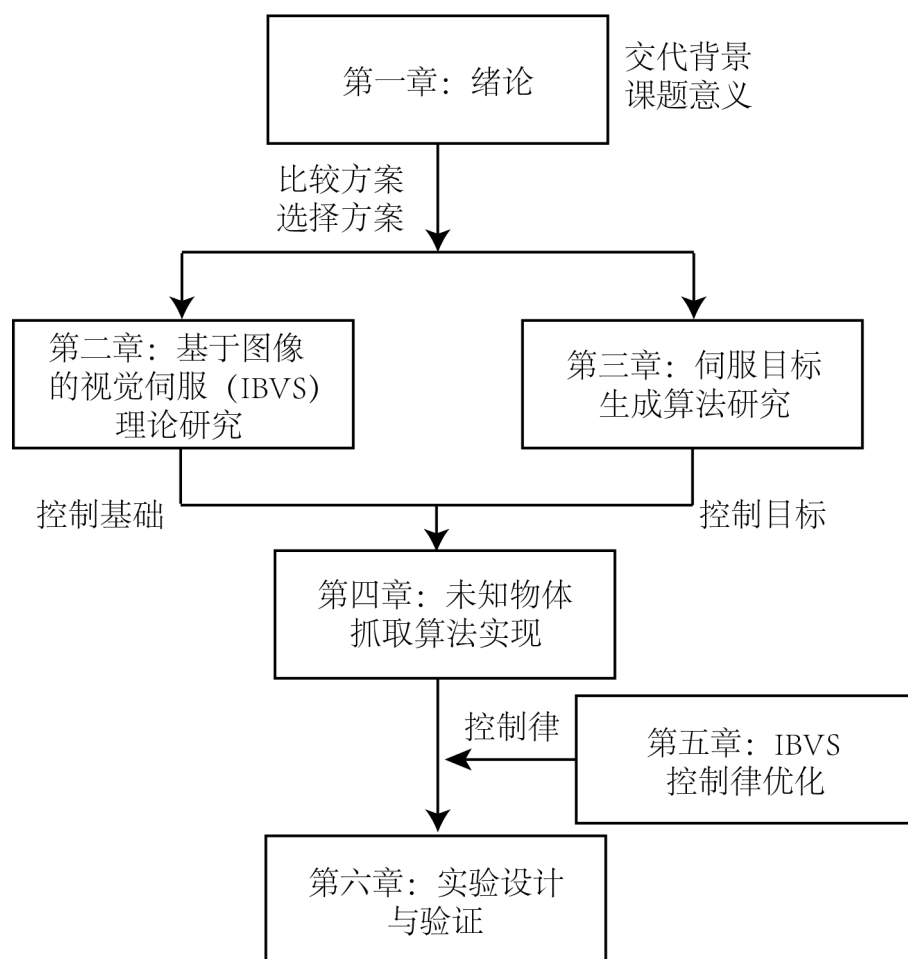 第一章：绪论
交代背景
课题意义
比较方案
选择方案
第二章：基于图像
的视觉伺服（IBVS）
理论研究
第三章：伺服目标
生成算法研究
控制基础
控制目标
第四章：未知物体
抓取算法实现
控制律
第五章：IBVS
控制律优化
第六章：实验设计
与验证